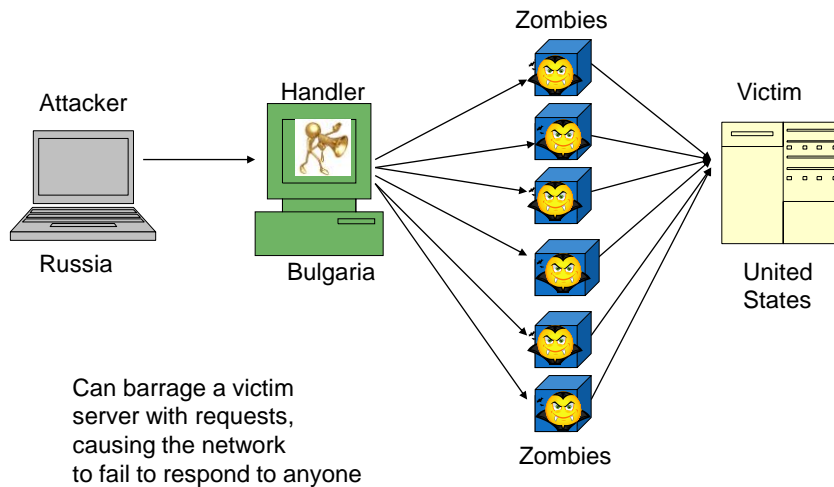 Zombies
Handler
Attacker
Victim
Russia
Bulgaria
United
States
Can barrage a victim
server with requests,
causing the network
to fail to respond to anyone
Zombies